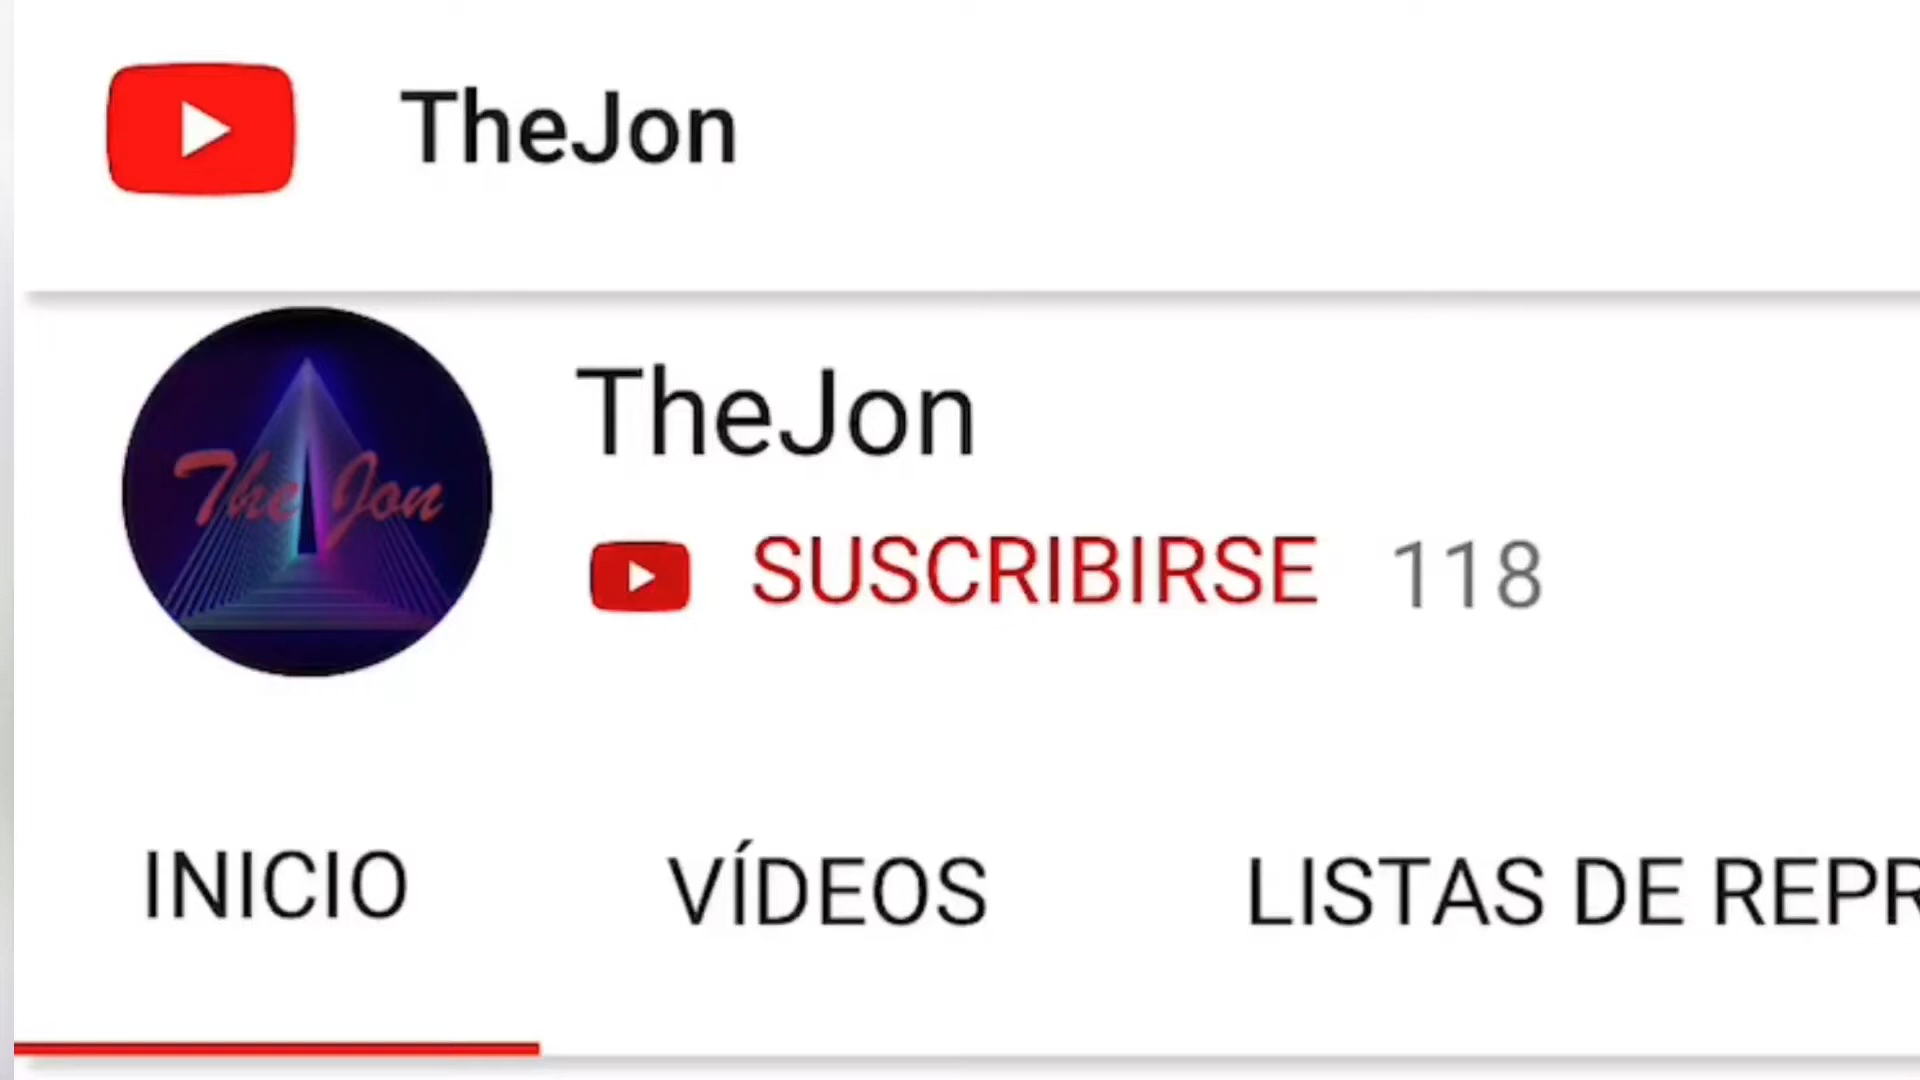 TheJon
TheJon
The Jon
SUSCRIBIRSE 118
INICIO VÍDEOS LISTAS DE REPR